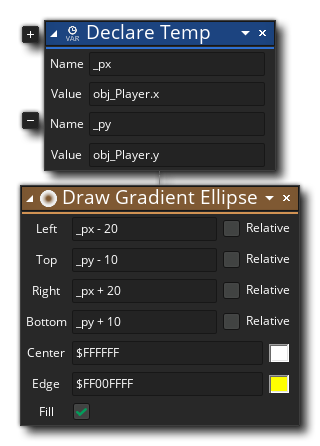 Declare Temp
VAR
Name _px
Value obj_Player.x
Name _py
Value obj_Player.y
Draw Gradient Ellipse
Left _px - 20 Relative
Top _py - 10 Relative
Right _px + 20 Relative
Bottom _py + 10 Relative
Center $FFFFFF
Edge $FF00FFFF
Fill